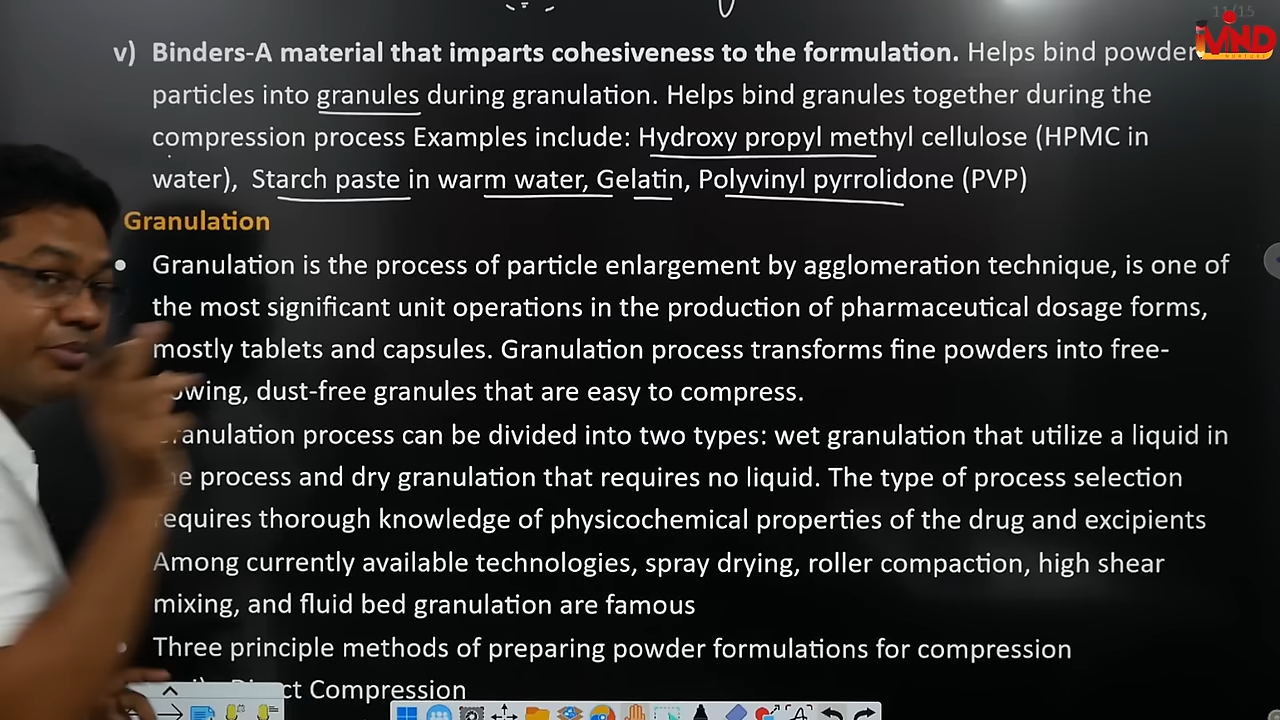 11/15
MIND
NURTURE
v) Binders-A material that imparts cohesiveness to the formulation. Helps bind powder
particles into granules during granulation. Helps bind granules together during the
compression process Examples include: Hydroxy propyl methyl cellulose (HPMC in
water), Starch paste in warm water, Gelatin, Polyvinyl pyrrolidone (PVP)
Granulation
• Granulation is the process of particle enlargement by agglomeration technique, is one of
the most significant unit operations in the production of pharmaceutical dosage forms,
mostly tablets and capsules. Granulation process transforms fine powders into free-
owing, dust-free granules that are easy to compress.
ranulation process can be divided into two types: wet granulation that utilize a liquid in
e process and dry granulation that requires no liquid. The type of process selection
requires thorough knowledge of physicochemical properties of the drug and excipients
Among currently available technologies, spray drying, roller compaction, high shear
mixing, and fluid bed granulation are famous
• Three principle methods of preparing powder formulations for compression
ct Compression